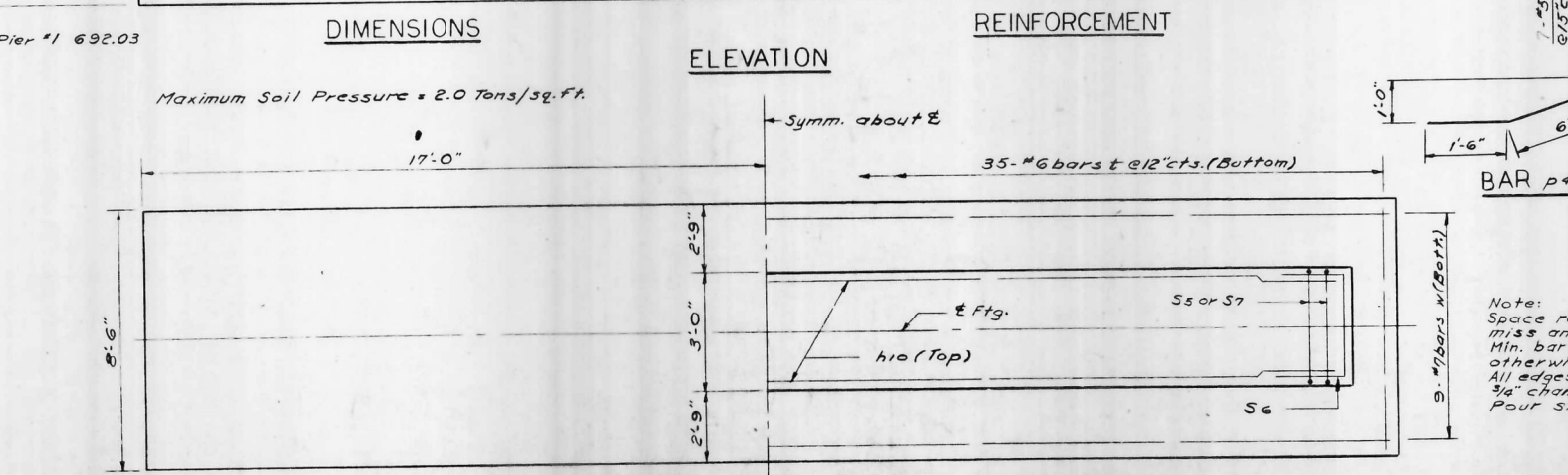 Pier #1 692.03
DIMENSIONS
REINFORCEMENT
ELEVATION
Maximum Soil Pressure = 2.0 Tons/sq.ft.
Symm. about ℄
17'-0"
35-#6 bars t @12"cts.(Bottom)
1'-0"
1'-6"
6
BAR p4
8'-6"
2'-9"
3'-0"
2'-9"
℄ Ftg.
h10 (Top)
S5 or S7
S6
9-#7 bars w (Bott.)
Note:
Space
miss
Min. bar
All edges
3/4"
Pour